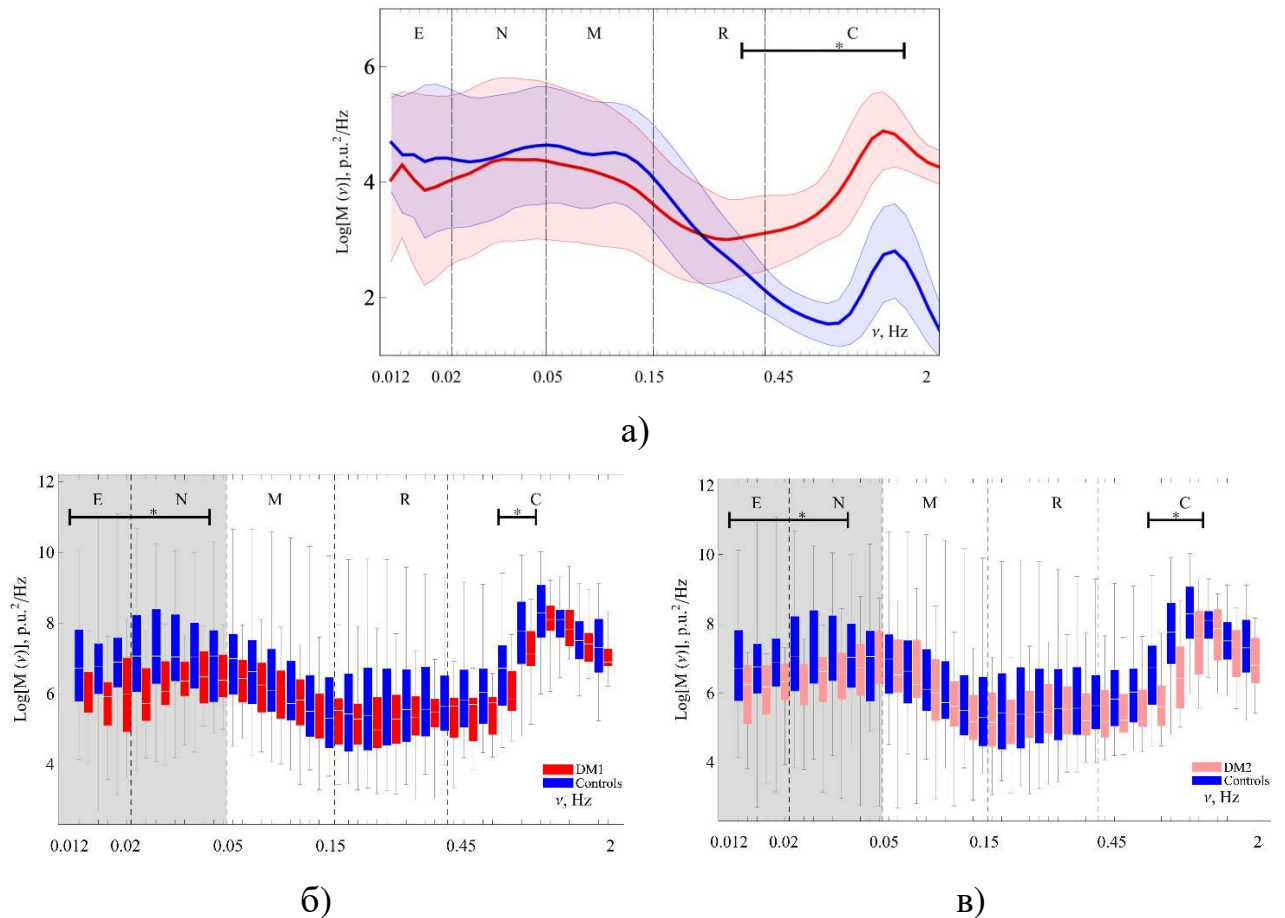 E N M R C
*
6
4
2
Log[M (ν)], p.u.²/Hz
ν, Hz
0.012 0.02 0.05 0.15 0.45 2
а)
12
10
8
6
4
Log[M (ν)], p.u.²/Hz
E N M R C
* *
DM1
Controls
ν, Hz
0.012 0.02 0.05 0.15 0.45 2
б)
12
10
8
6
4
Log[M (ν)], p.u.²/Hz
E N M R C
* *
DM2
Controls
ν, Hz
0.012 0.02 0.05 0.15 0.45 2
в)